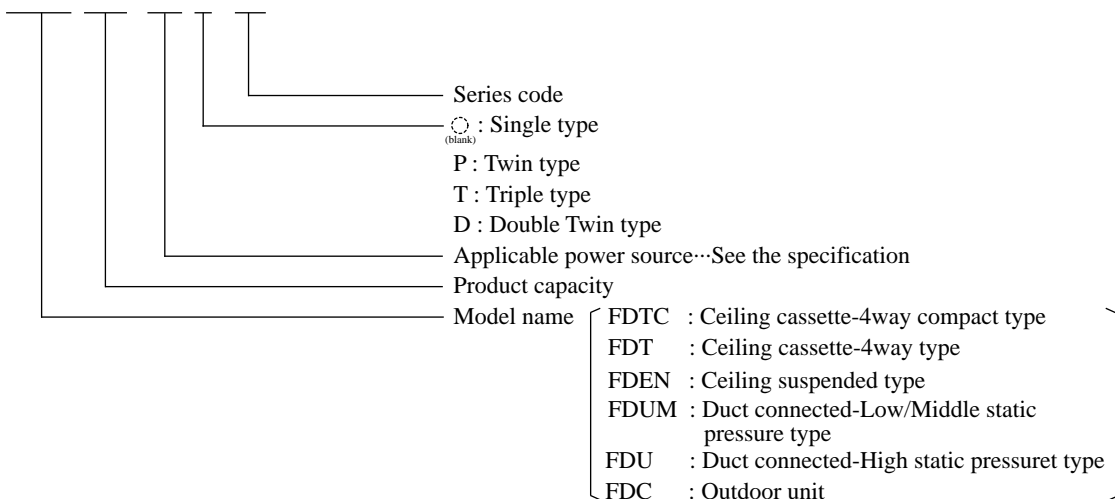 Series code
◌ : Single type
(blank)
P : Twin type
T : Triple type
D : Double Twin type
Applicable power source···See the specification
Product capacity
Model name
FDTC : Ceiling cassette-4way compact type
FDT : Ceiling cassette-4way type
FDEN : Ceiling suspended type
FDUM : Duct connected-Low/Middle static
pressure type
FDU : Duct connected-High static pressuret type
FDC : Outdoor unit